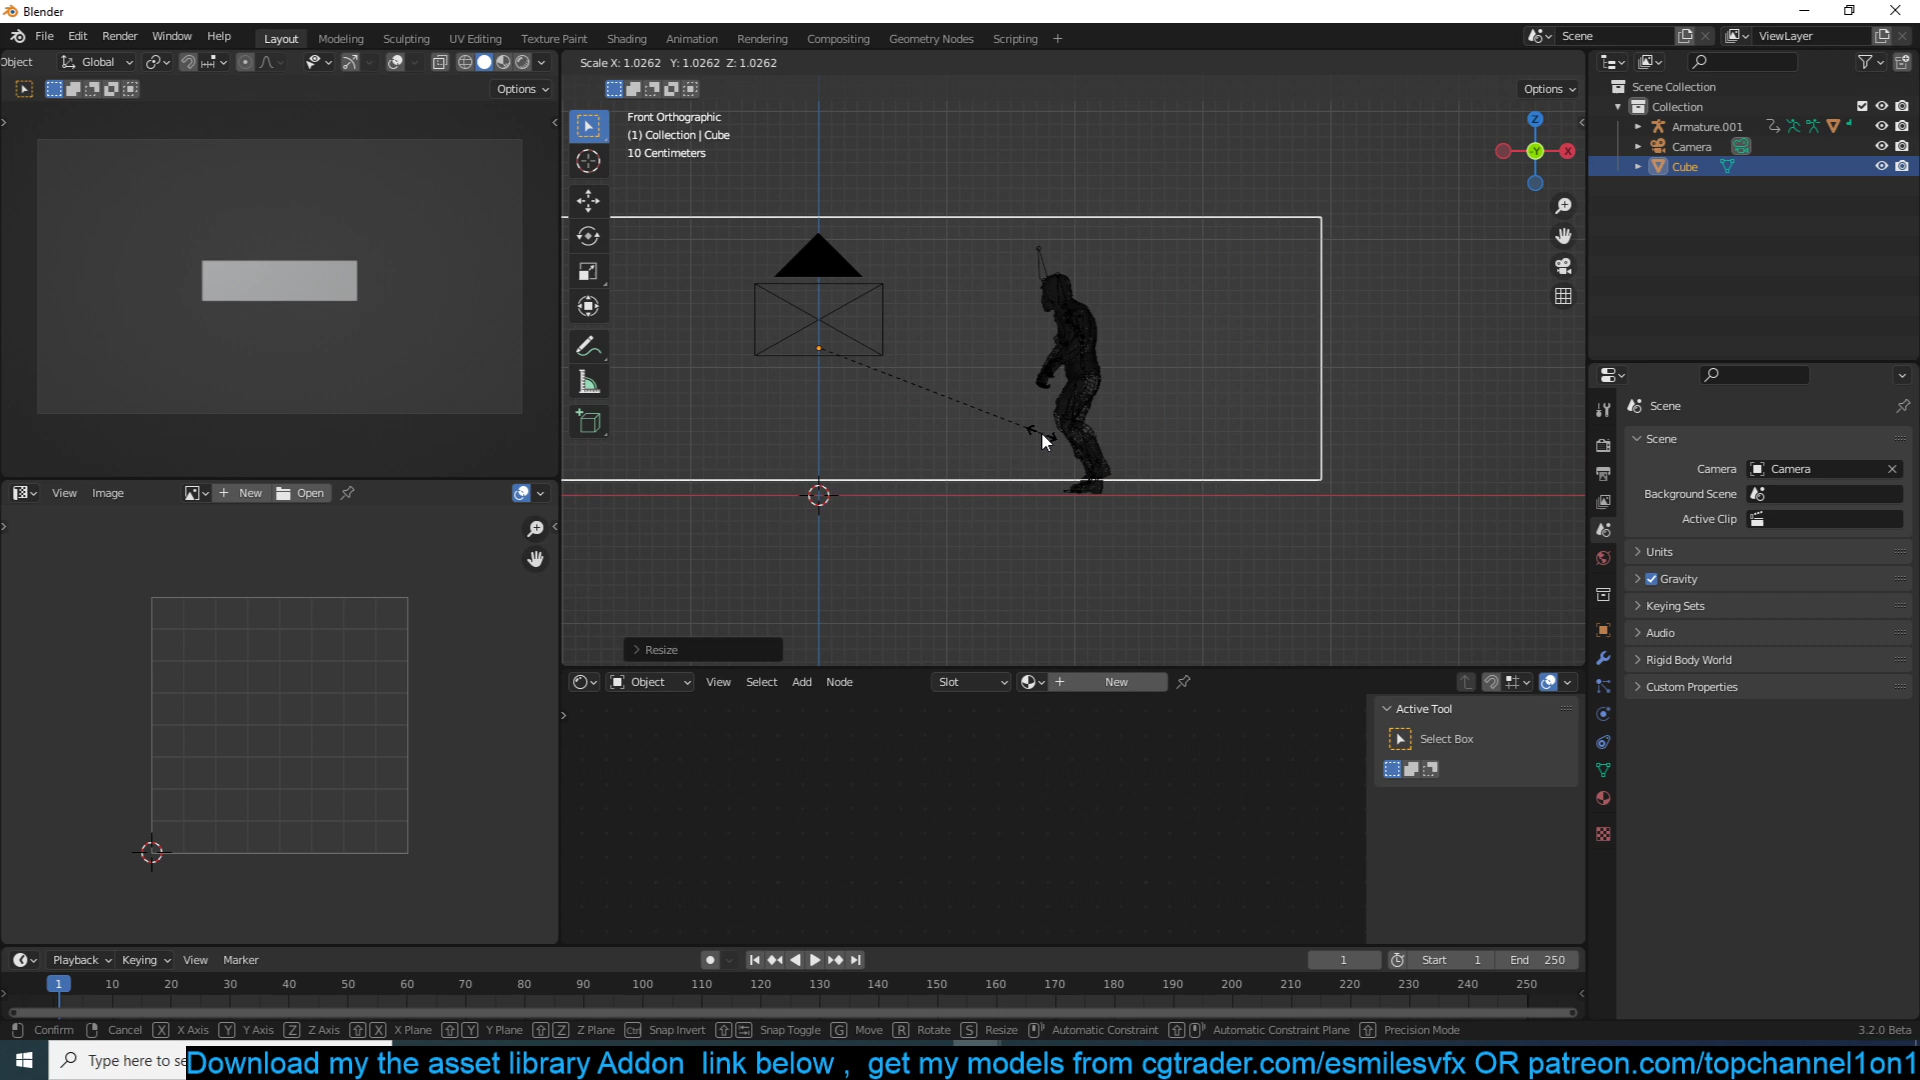 Blender
File Edit Render Window Help
Layout Modeling Sculpting UV Editing Texture Paint Shading Animation Rendering Compositing Geometry Nodes Scripting +
Scene
ViewLayer
Object Global
Scale X: 1.0262 Y: 1.0262 Z: 1.0262
Options
Options
Front Orthographic
(1) Collection | Cube
10 Centimeters
Z
X
-Y
Scene Collection
Collection
Armature.001
Camera
Cube
Scene
Scene
Camera Camera
Background Scene
Active Clip
Units
Gravity
Keying Sets
Audio
Rigid Body World
Custom Properties
View Image
+ New Open
Resize
Object View Select Add Node
Slot
+ New
Active Tool
Select Box
Playback Keying View Marker
1
Start 1 End 250
1 10 20 30 40 50 60 70 80 90 100 110 120 130 140 150 160 170 180 190 200 210 220 230 240 250
Confirm Cancel X X Axis Y Y Axis Z Z Axis X X Plane Y Y Plane Z Z Plane Ctrl Snap Invert Snap Toggle G Move R Rotate S Resize Automatic Constraint Automatic Constraint Plane Precision Mode
3.2.0 Beta
Type here to se
Download my the asset library Addon link below , get my models from cgtrader.com/esmilesvfx OR patreon.com/topchannel1on1